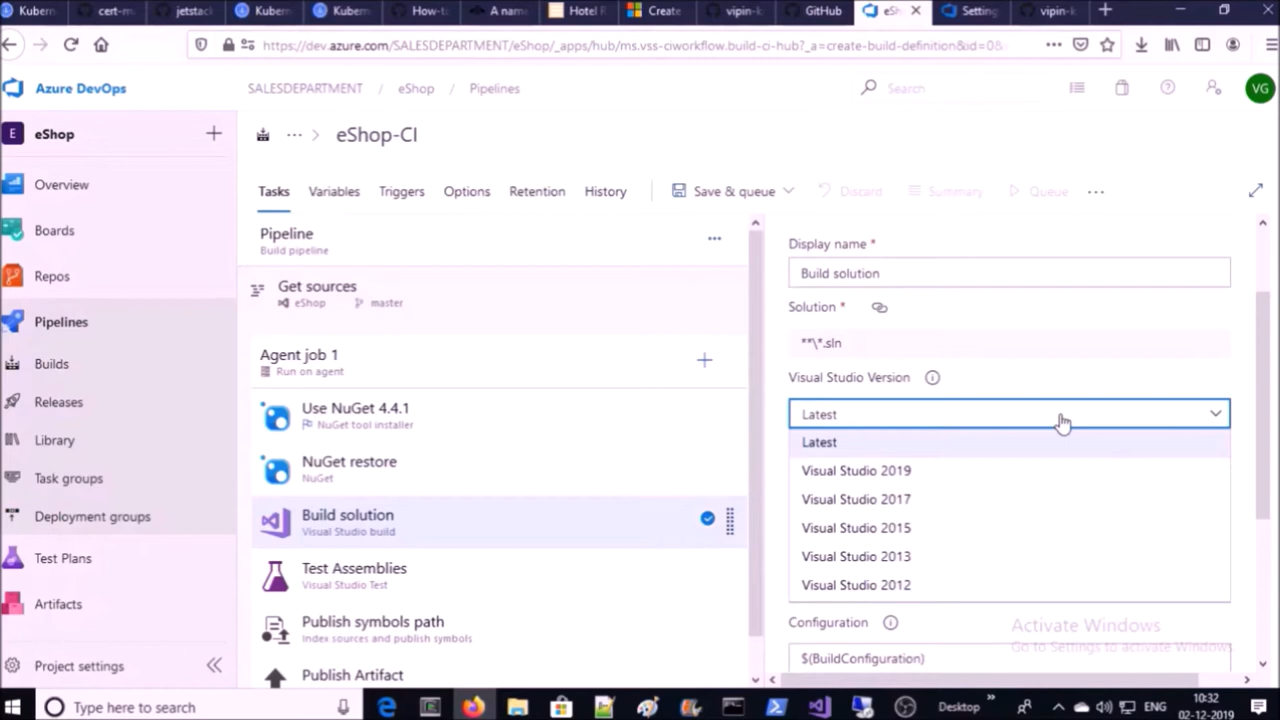 Kubern
cert-m
jetstack
Kubern
Kubern
How-to
A name
Hotel R
Create
vipin-k
GitHub
eSh
Setting
vipin-k
https://dev.azure.com/SALESDEPARTMENT/eShop/_apps/hub/ms.vss-ciworkflow.build-ci-hub?_a=create-build-definition&id=0&
Azure DevOps
SALESDEPARTMENT / eShop / Pipelines
Search
VG
E eShop
eShop-CI
Overview
Boards
Repos
Pipelines
Builds
Releases
Library
Task groups
Deployment groups
Test Plans
Artifacts
Project settings
Tasks Variables Triggers Options Retention History Save & queue Discard Summary Queue
Pipeline
Build pipeline
Get sources
eShop master
Agent job 1
Run on agent
Use NuGet 4.4.1
NuGet tool installer
NuGet restore
NuGet
Build solution
Visual Studio build
Test Assemblies
Visual Studio Test
Publish symbols path
Index sources and publish symbols
Publish Artifact
Display name *
Build solution
Solution *
**\*.sln
Visual Studio Version
Latest
Latest
Visual Studio 2019
Visual Studio 2017
Visual Studio 2015
Visual Studio 2013
Visual Studio 2012
Configuration
$(BuildConfiguration)
Activate Windows
Go to Settings to activate Windows.
Type here to search
Desktop
ENG
10:32
02-12-2019